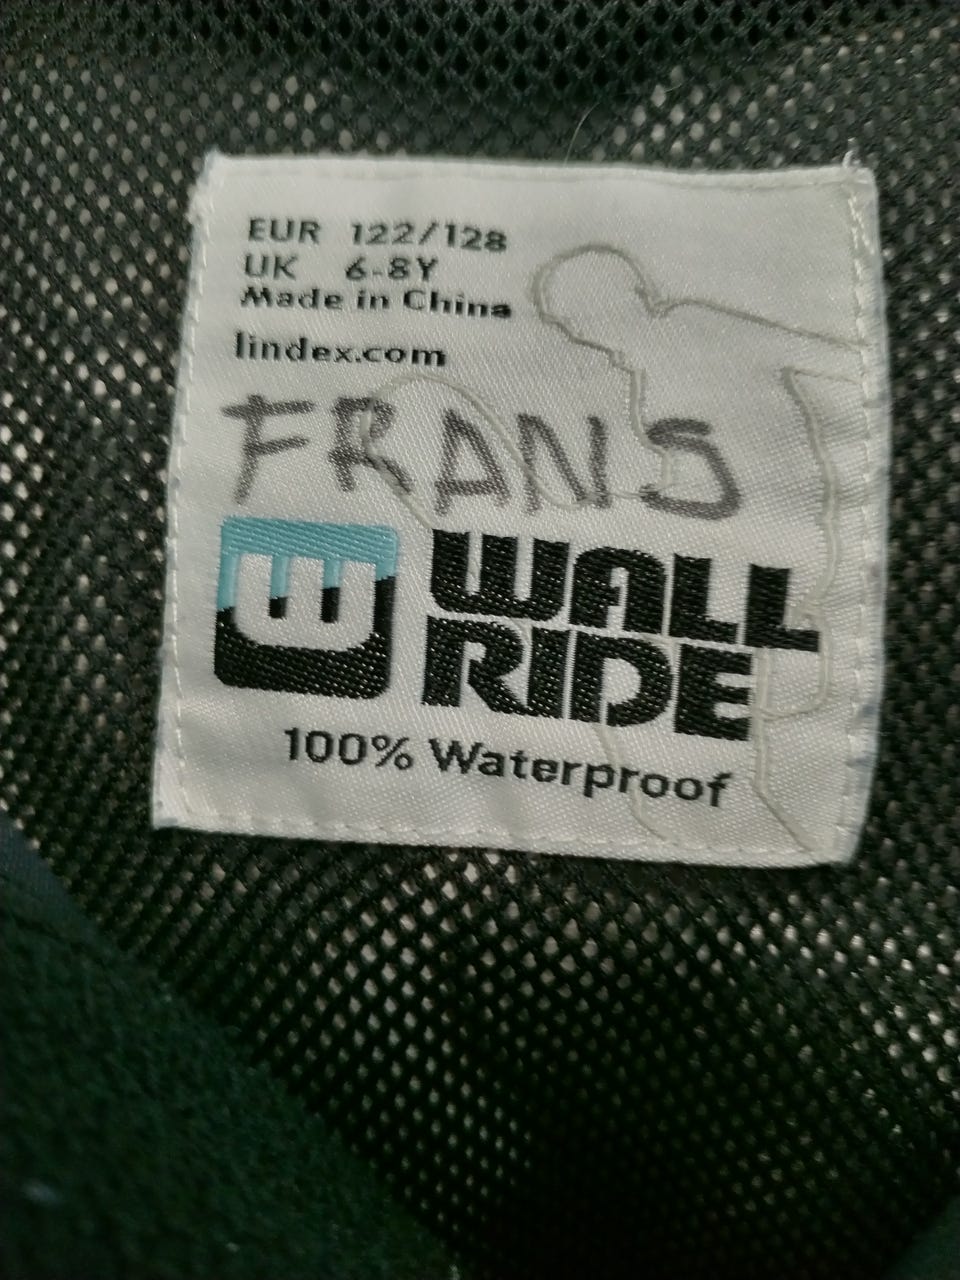 EUR 122/128
UK 6-8Y
Made in China
lindex.com
FRANS
WALL
RIDE
100% Waterproof